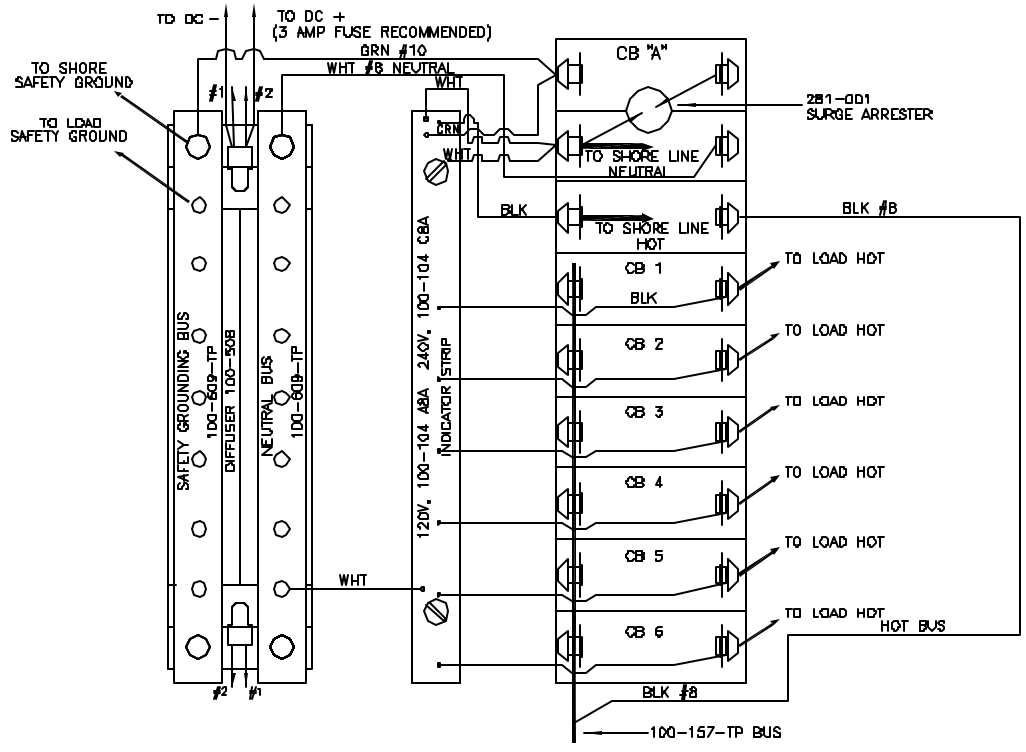 TO DC -
TO DC +
(3 AMP FUSE RECOMMENDED)
GRN #10
WHT #6 NEUTRAL
WHT
TO SHORE
SAFETY GROUND
#1
#2
TO LOAD
SAFETY GROUND
GRN
WHT
CB "A"
281-001
SURGE ARRESTER
TO SHORE LINE
NEUTRAL
BLK
TO SHORE LINE
HOT
BLK #8
CB 1
BLK
TO LOAD HOT
CB 2
TO LOAD HOT
CB 3
TO LOAD HOT
CB 4
TO LOAD HOT
CB 5
TO LOAD HOT
CB 6
TO LOAD HOT
HOT BUS
SAFETY GROUNDING BUS
100-609-TP
DIFFUSER 100-508
NEUTRAL BUS
100-609-TP
120V, 100-104 A8A 240V, 100-104 C8A
INDICATOR STRIP
WHT
#2
#1
BLK #8
100-157-TP BUS